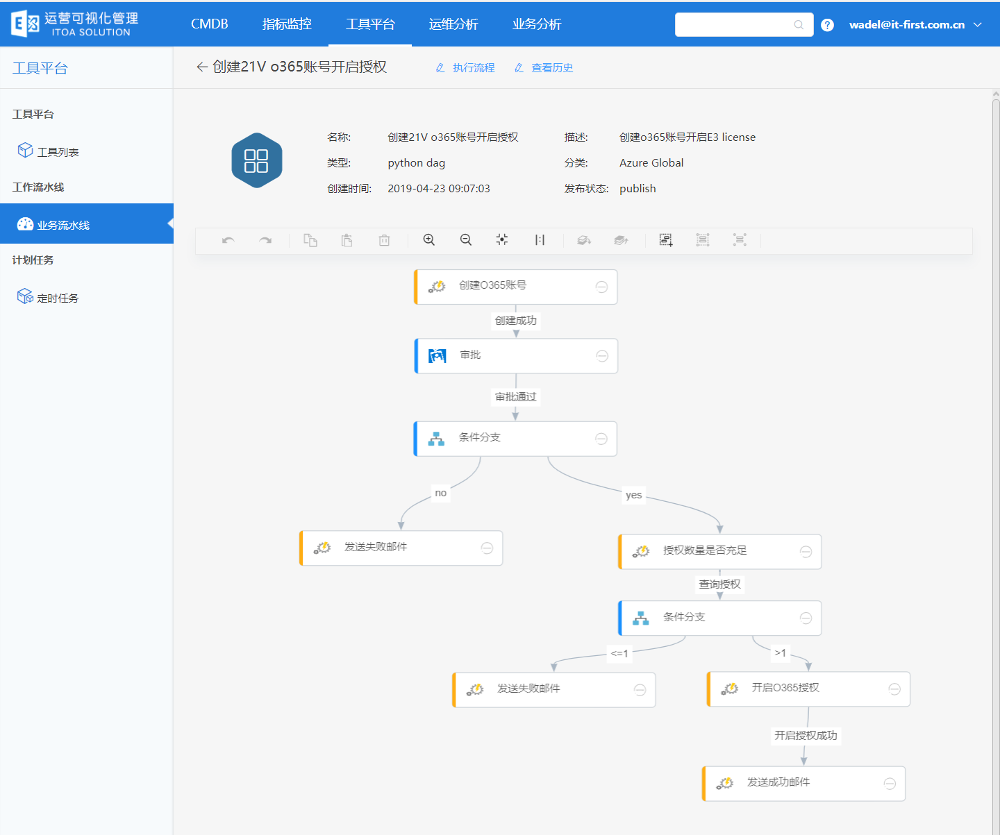 运营可视化管理
ITOA SOLUTION
CMDB
指标监控
工具平台
运维分析
业务分析
?
wadel@it-first.com.cn
工具平台
创建21V o365账号开启授权
执行流程
查看历史
工具平台
工具列表
工作流水线
业务流水线
计划任务
定时任务
名称: 创建21V o365账号开启授权
描述: 创建o365账号开启E3 license
类型: python dag
分类: Azure Global
创建时间: 2019-04-23 09:07:03
发布状态: publish
创建O365账号
创建成功
审批
审批通过
条件分支
no
yes
发送失败邮件
授权数量是否充足
查询授权
条件分支
<=1
>1
发送失败邮件
开启O365授权
开启授权成功
发送成功邮件